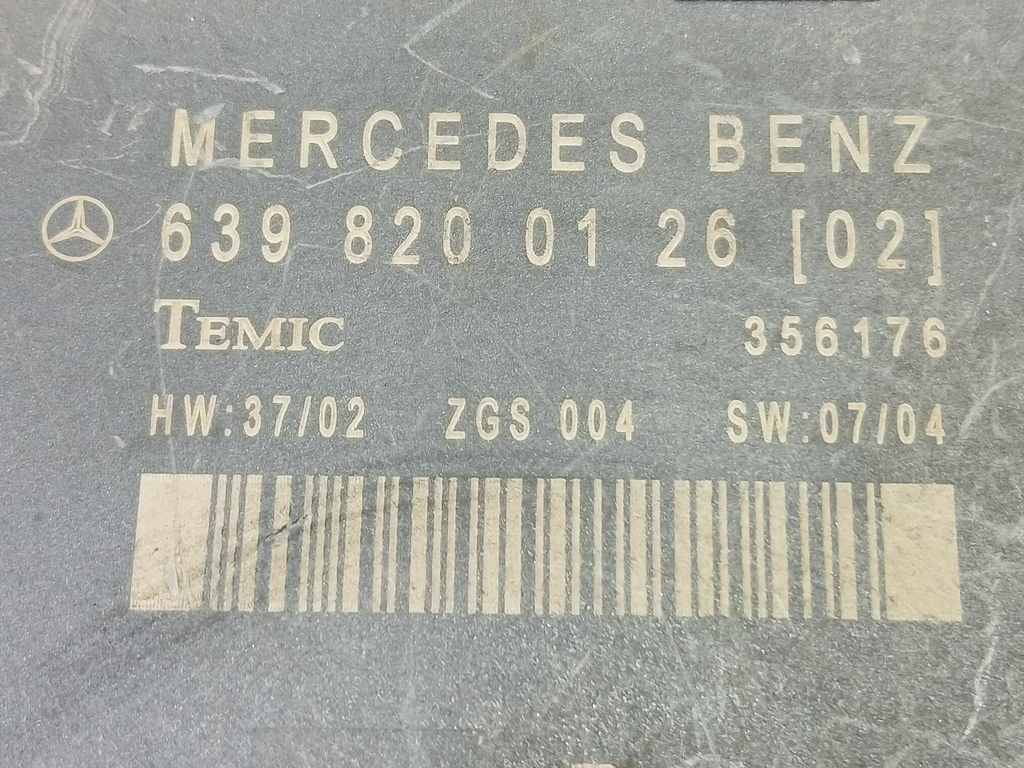 MERCEDES BENZ
639 820 01 26 [02]
TEMIC 356176
HW:37/02 ZGS 004 SW:07/04